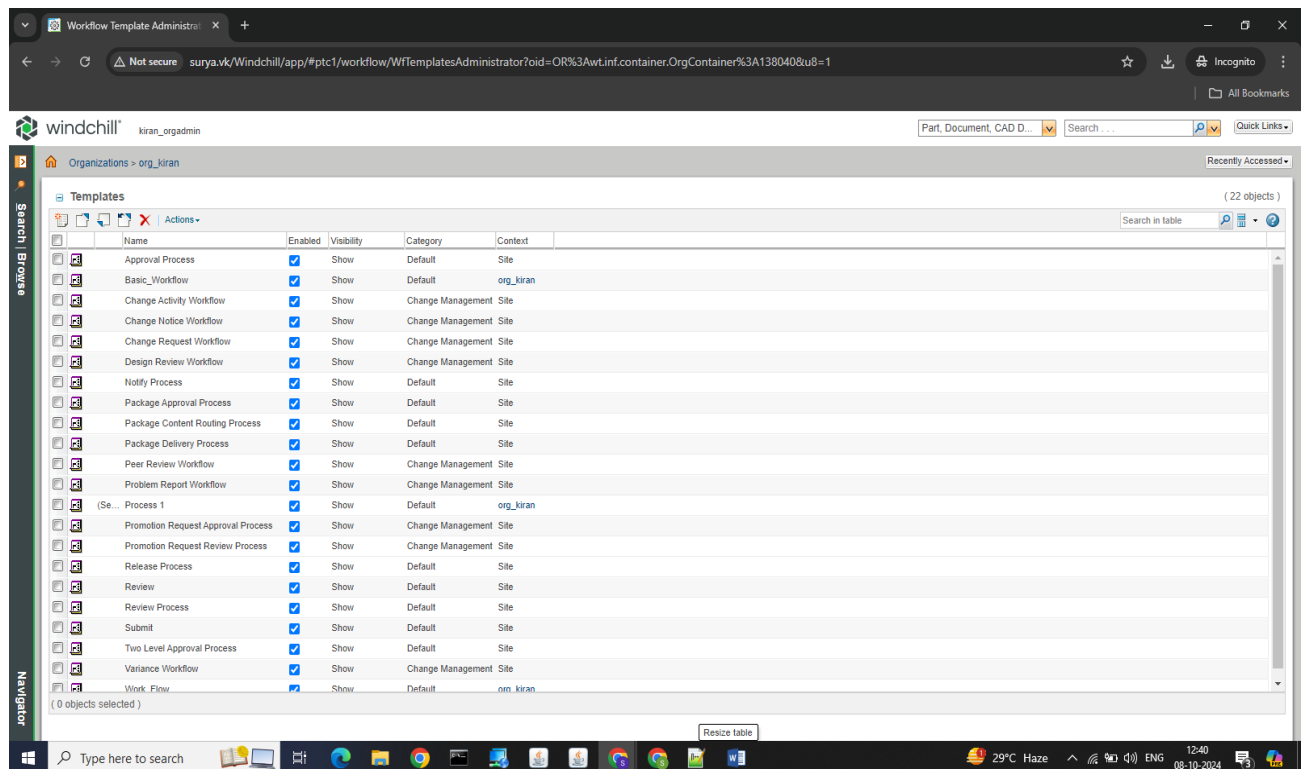 Workflow Template Administrat
Not secure surya.vk/Windchill/app/#ptc1/workflow/WfTemplatesAdministrator?oid=OR%3Awt.inf.container.OrgContainer%3A138040&u8=1 Incognito
All Bookmarks
windchill kiran_orgadmin Part, Document, CAD D... Search . . . Quick Links
Organizations > org_kiran Recently Accessed
Templates ( 22 objects )
Actions Search in table
Name Enabled Visibility Category Context
Approval Process Show Default Site
Basic_Workflow Show Default org_kiran
Change Activity Workflow Show Change Management Site
Change Notice Workflow Show Change Management Site
Change Request Workflow Show Change Management Site
Design Review Workflow Show Change Management Site
Notify Process Show Default Site
Package Approval Process Show Default Site
Package Content Routing Process Show Default Site
Package Delivery Process Show Default Site
Peer Review Workflow Show Change Management Site
Problem Report Workflow Show Change Management Site
(Se... Process 1 Show Default org_kiran
Promotion Request Approval Process Show Change Management Site
Promotion Request Review Process Show Change Management Site
Release Process Show Default Site
Review Show Default Site
Review Process Show Default Site
Submit Show Default Site
Two Level Approval Process Show Default Site
Variance Workflow Show Change Management Site
Work_Flow Show Default org_kiran
( 0 objects selected )
Search | Browse
Navigator
Resize table
Type here to search 29°C Haze ENG 12:40
08-10-2024